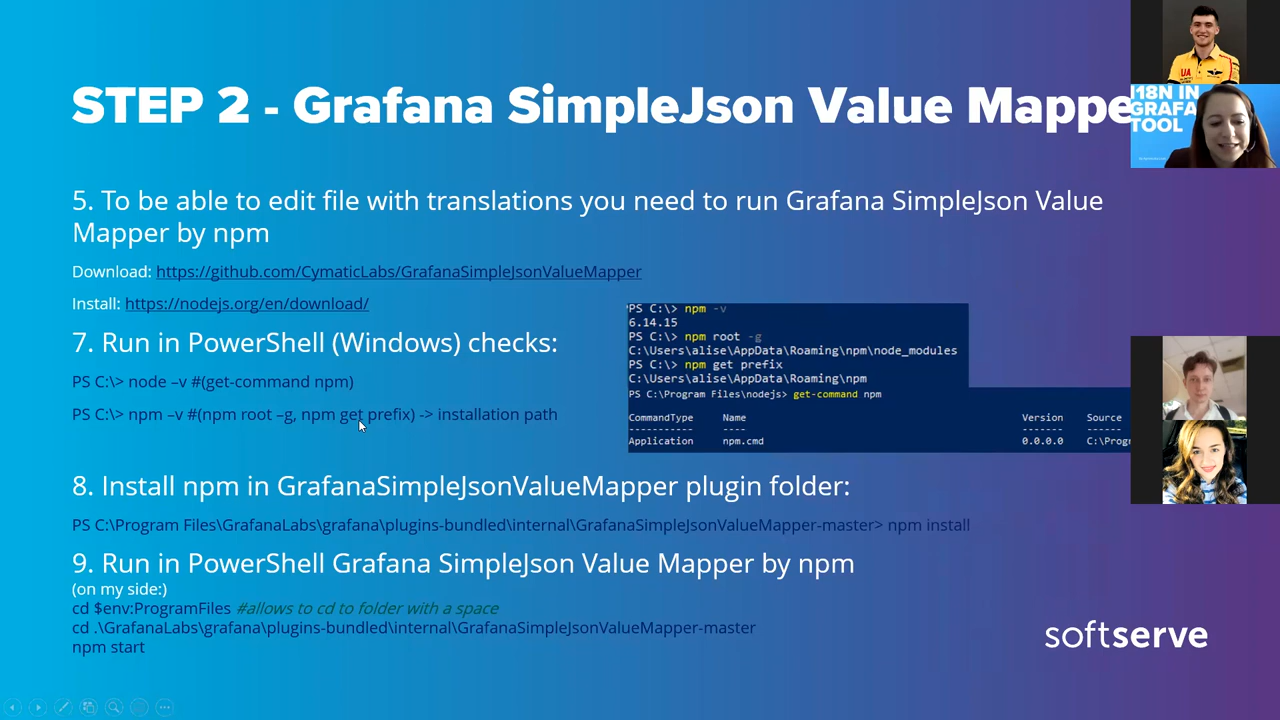 STEP 2 - Grafana SimpleJson Value Mappe
5. To be able to edit file with translations you need to run Grafana SimpleJson Value
Mapper by npm
Download: https://github.com/CymaticLabs/GrafanaSimpleJsonValueMapper
Install: https://nodejs.org/en/download/
7. Run in PowerShell (Windows) checks:
PS C:\> node –v #(get-command npm)
PS C:\> npm –v #(npm root –g, npm get prefix) -> installation path
PS C:\> npm -v
6.14.15
PS C:\> npm root -g
C:\Users\alise\AppData\Roaming\npm\node_modules
PS C:\> npm get prefix
C:\Users\alise\AppData\Roaming\npm
PS C:\Program Files\nodejs> get-command npm
CommandType Name Version Source
----------- ---- ------- ------
Application npm.cmd 0.0.0.0 C:\Progr
8. Install npm in GrafanaSimpleJsonValueMapper plugin folder:
PS C:\Program Files\GrafanaLabs\grafana\plugins-bundled\internal\GrafanaSimpleJsonValueMapper-master> npm install
9. Run in PowerShell Grafana SimpleJson Value Mapper by npm
(on my side:)
cd $env:ProgramFiles #allows to cd to folder with a space
cd .\GrafanaLabs\grafana\plugins-bundled\internal\GrafanaSimpleJsonValueMapper-master
npm start
softserve
UA
I18N IN
GRAFA
TOOL